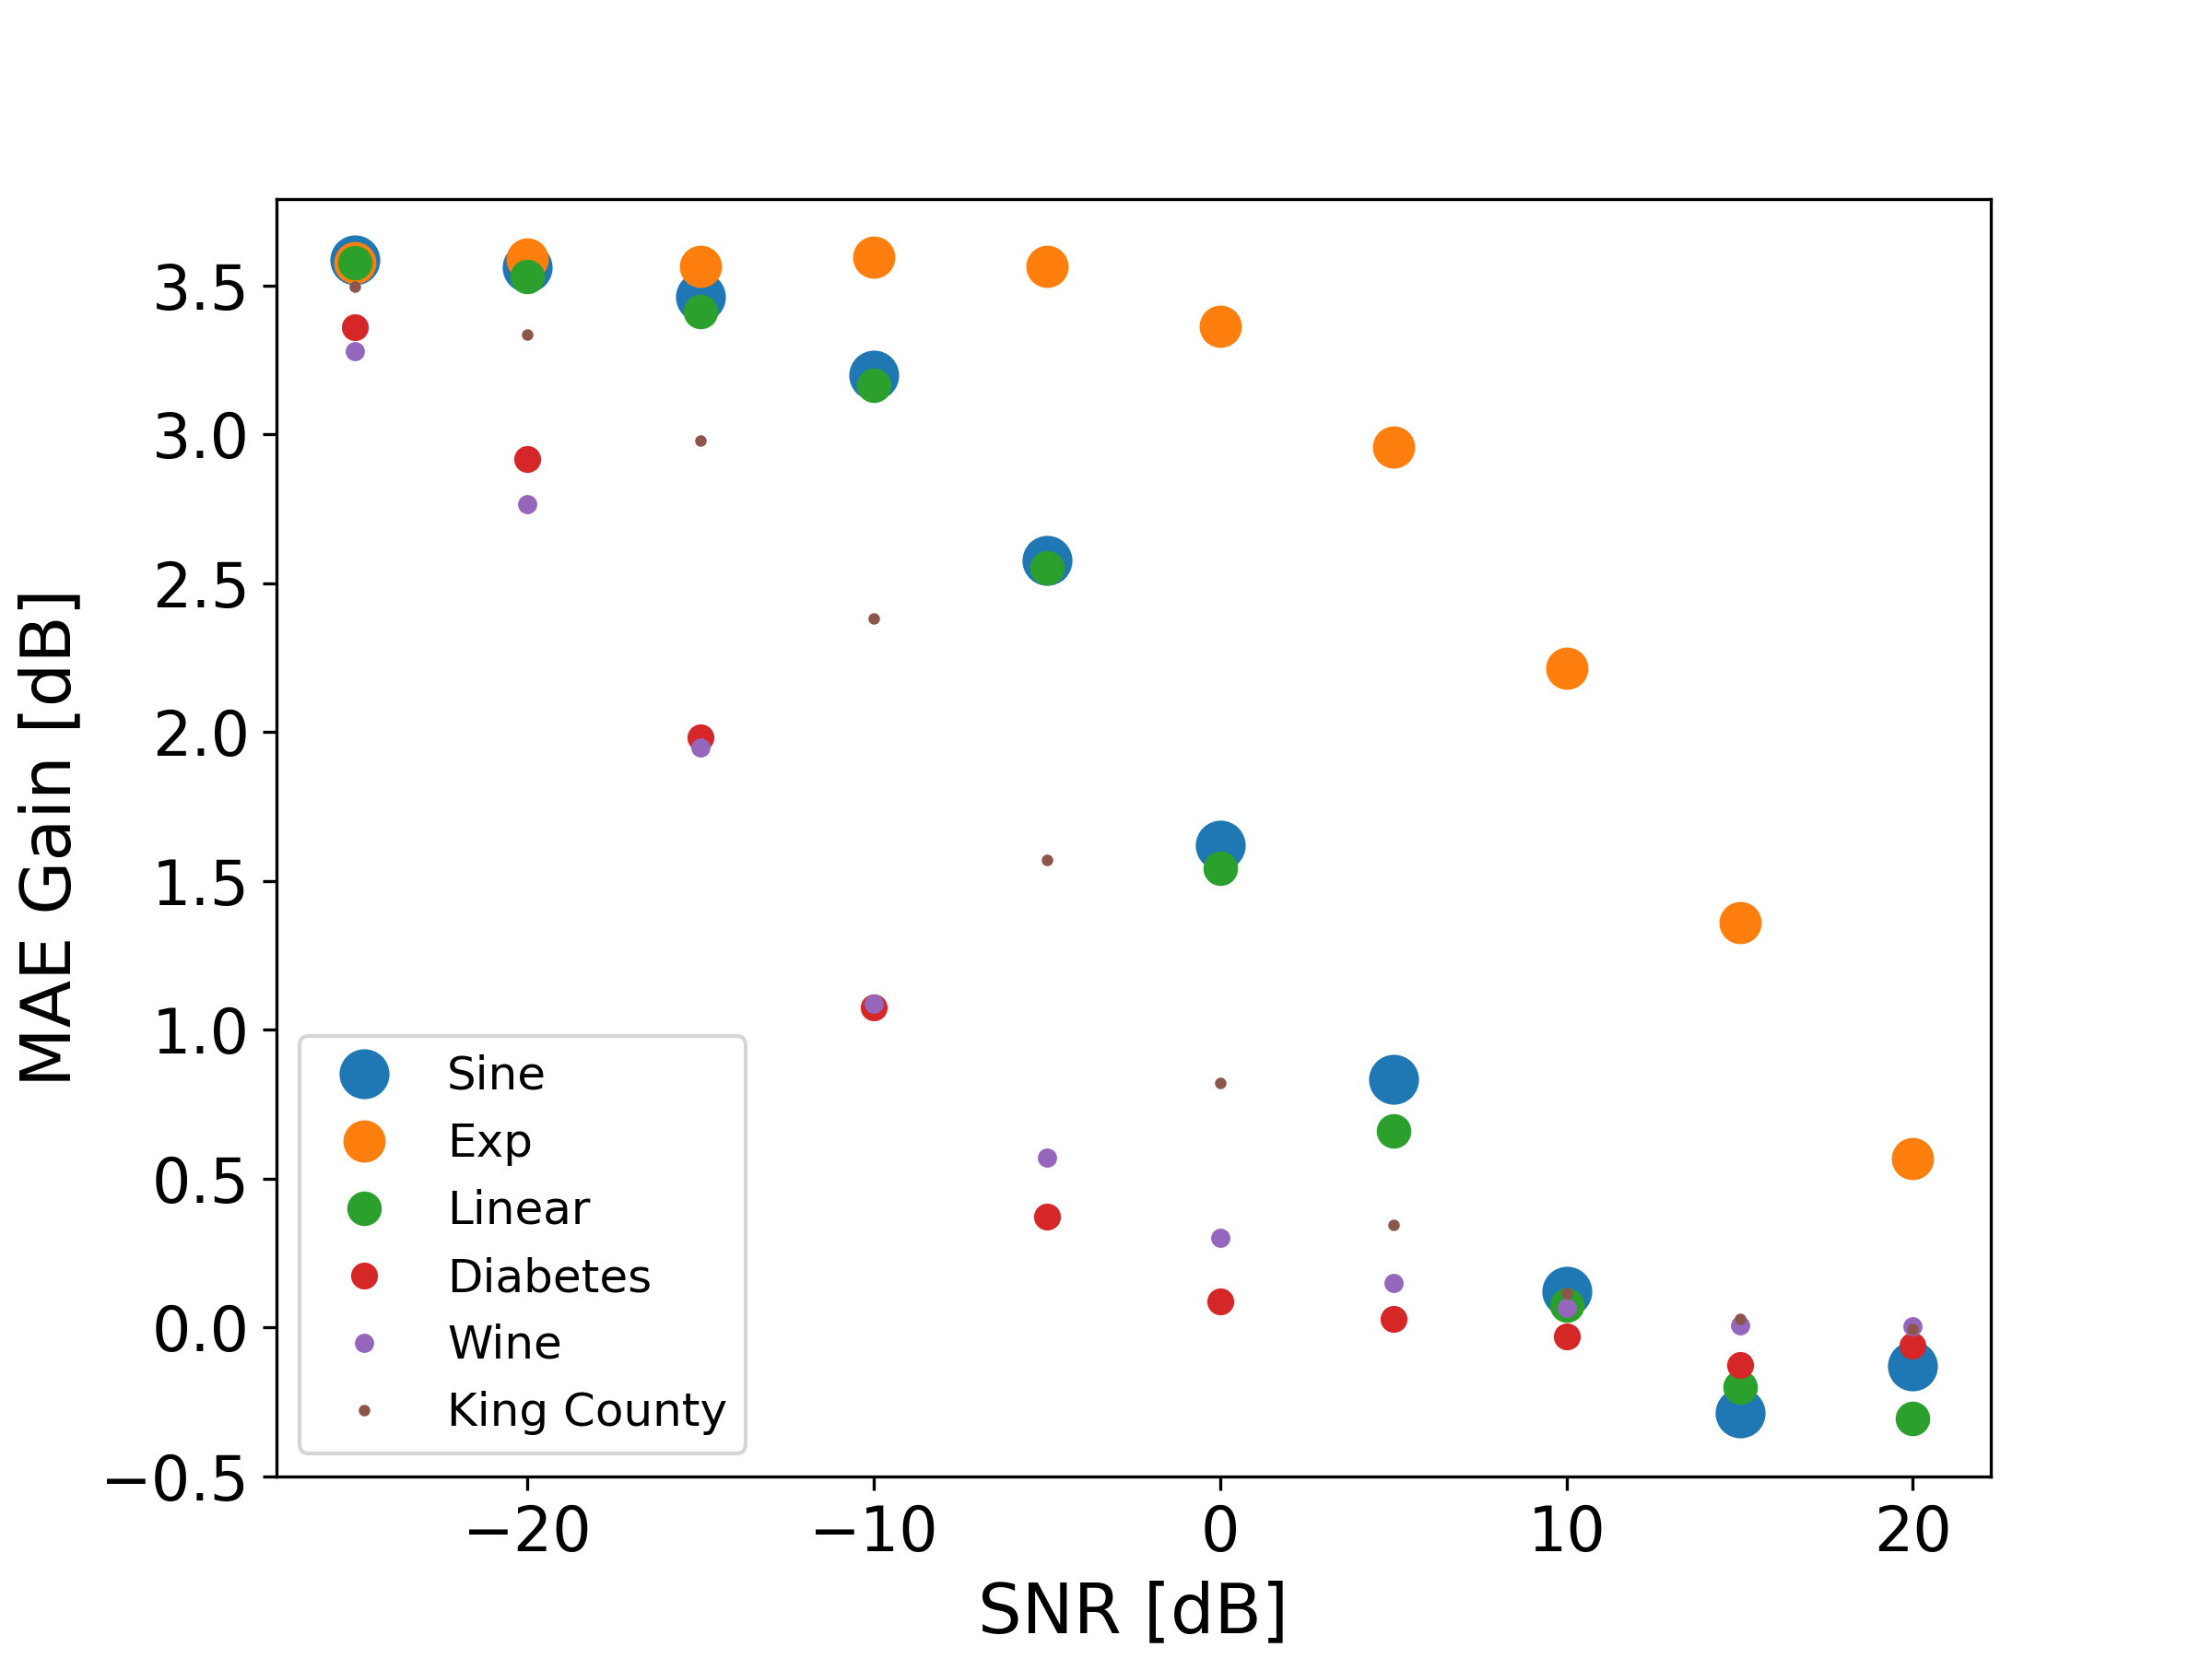 MAE Gain [dB]
3.5
3.0
2.5
2.0
1.5
1.0
0.5
0.0
−0.5
Sine
Exp
Linear
Diabetes
Wine
King County
−20 −10 0 10 20
SNR [dB]